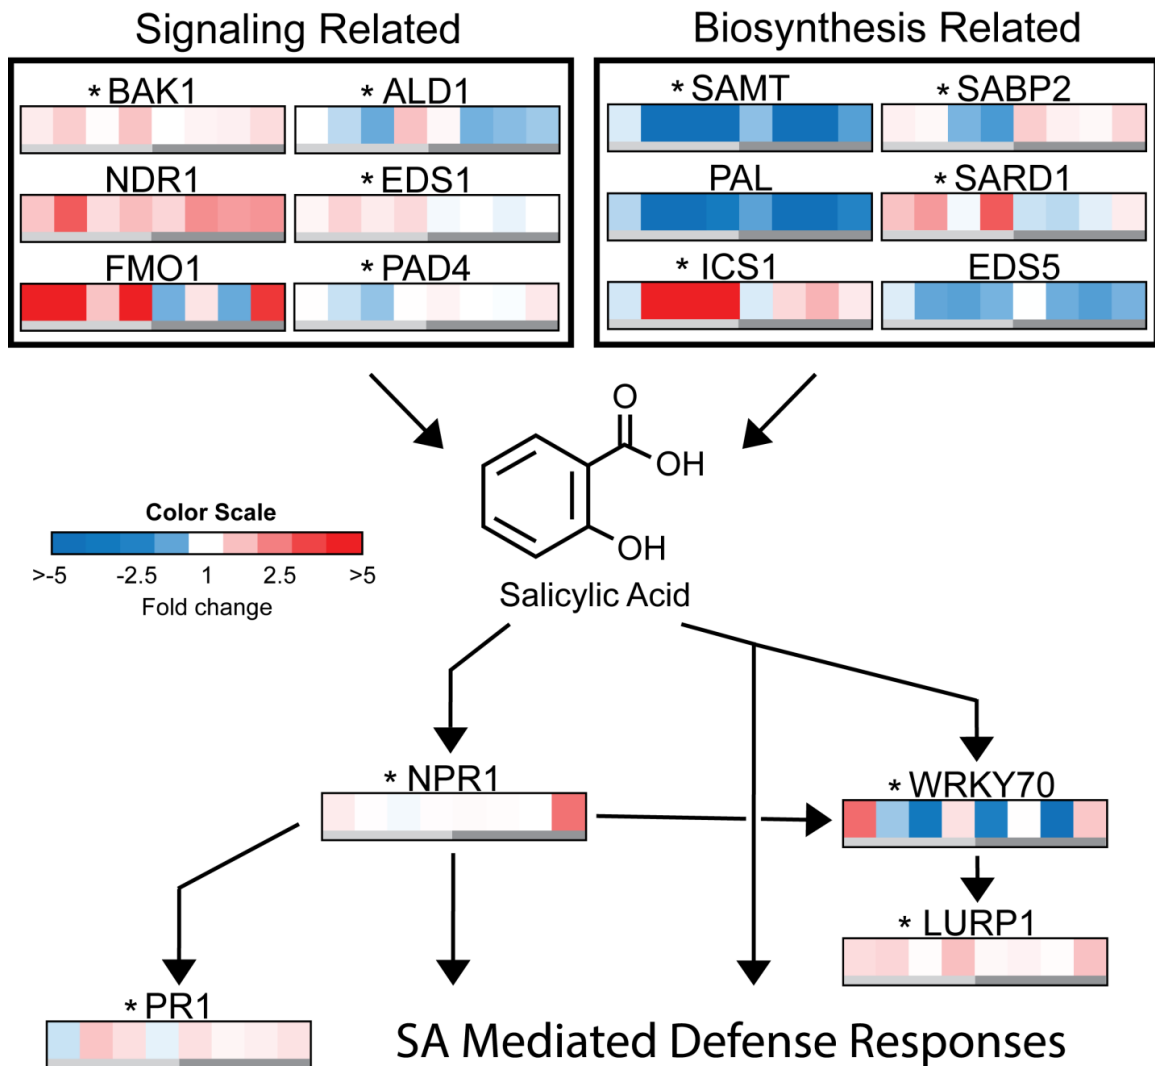 Signaling Related
Biosynthesis Related
* BAK1
* ALD1
NDR1
* EDS1
FMO1
* PAD4
* SAMT
* SABP2
PAL
* SARD1
* ICS1
EDS5
O
OH
OH
Salicylic Acid
Color Scale
>-5 -2.5 1 2.5 >5
Fold change
* NPR1
* WRKY70
* LURP1
* PR1
SA Mediated Defense Responses